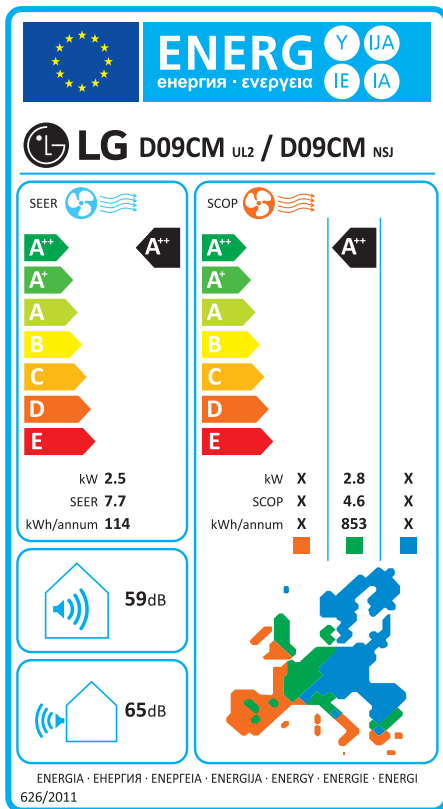 ENERG Y IJA
енергия · ενεργεια IE IA
LG D09CM UL2 / D09CM NSJ
SEER
A++ A++
A+
A
B
C
D
E
kW 2.5
SEER 7.7
kWh/annum 114
SCOP
A++ A++
A+
A
B
C
D
E
kW X 2.8 X
SCOP X 4.6 X
kWh/annum X 853 X
59dB
65dB
ENERGIA · ЕНЕРГИЯ · ΕΝΕΡΓΕΙΑ · ENERGIJA · ENERGY · ENERGIE · ENERGI
626/2011